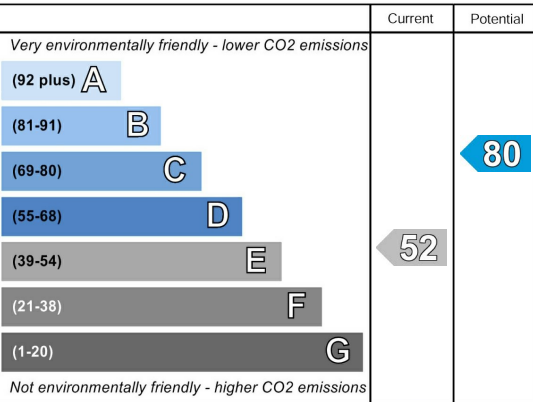 Current Potential
Very environmentally friendly - lower CO2 emissions
(92 plus) A
(81-91) B
80
(69-80) C
(55-68) D
52
(39-54) E
(21-38) F
(1-20) G
Not environmentally friendly - higher CO2 emissions